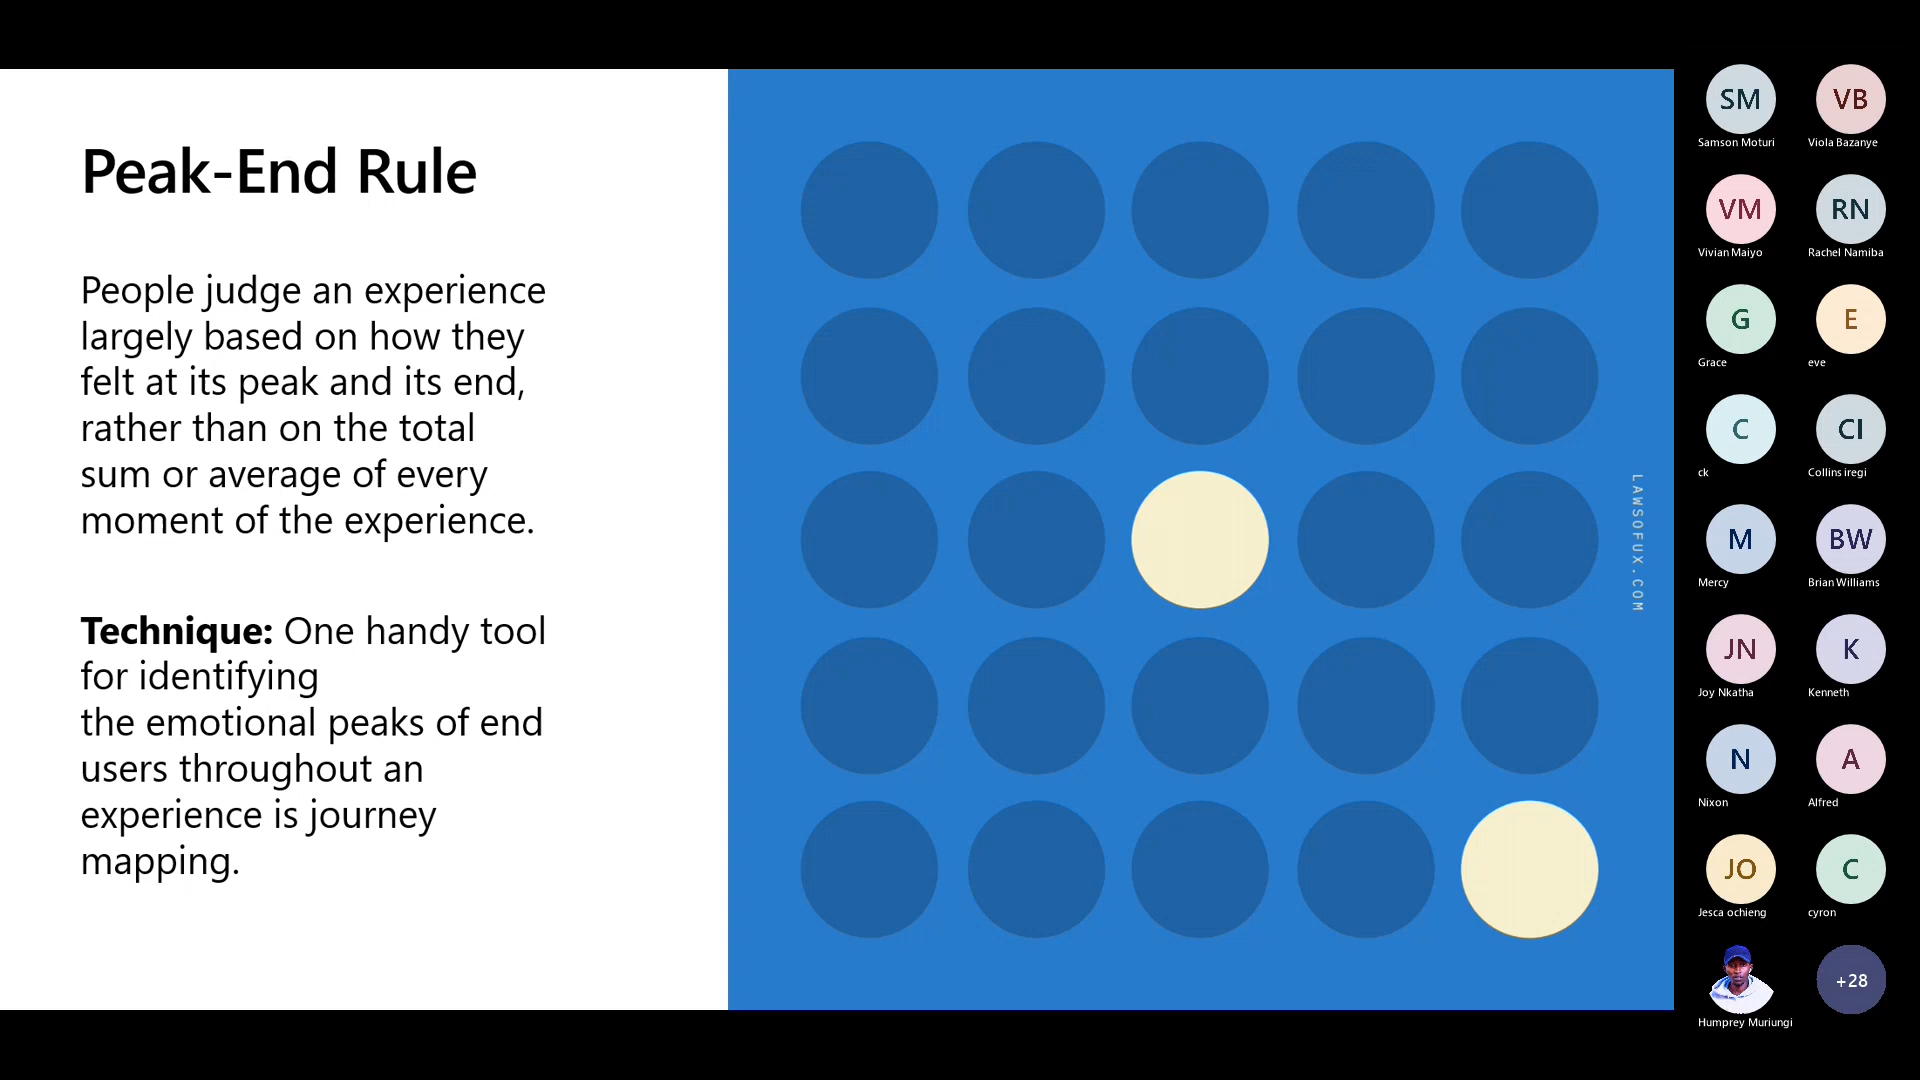 Peak-End Rule
People judge an experience
largely based on how they
felt at its peak and its end,
rather than on the total
sum or average of every
moment of the experience.
Technique: One handy tool
for identifying
the emotional peaks of end
users throughout an
experience is journey
mapping.
LAWSOFUX.COM
SM
Samson Moturi
VB
Viola Bazanye
VM
Vivian Maiyo
RN
Rachel Namiba
G
Grace
E
eve
C
ck
CI
Collins iregi
M
Mercy
BW
Brian Williams
JN
Joy Nkatha
K
Kenneth
N
Nixon
A
Alfred
JO
Jesca ochieng
C
cyron
Humprey Muriungi
+28